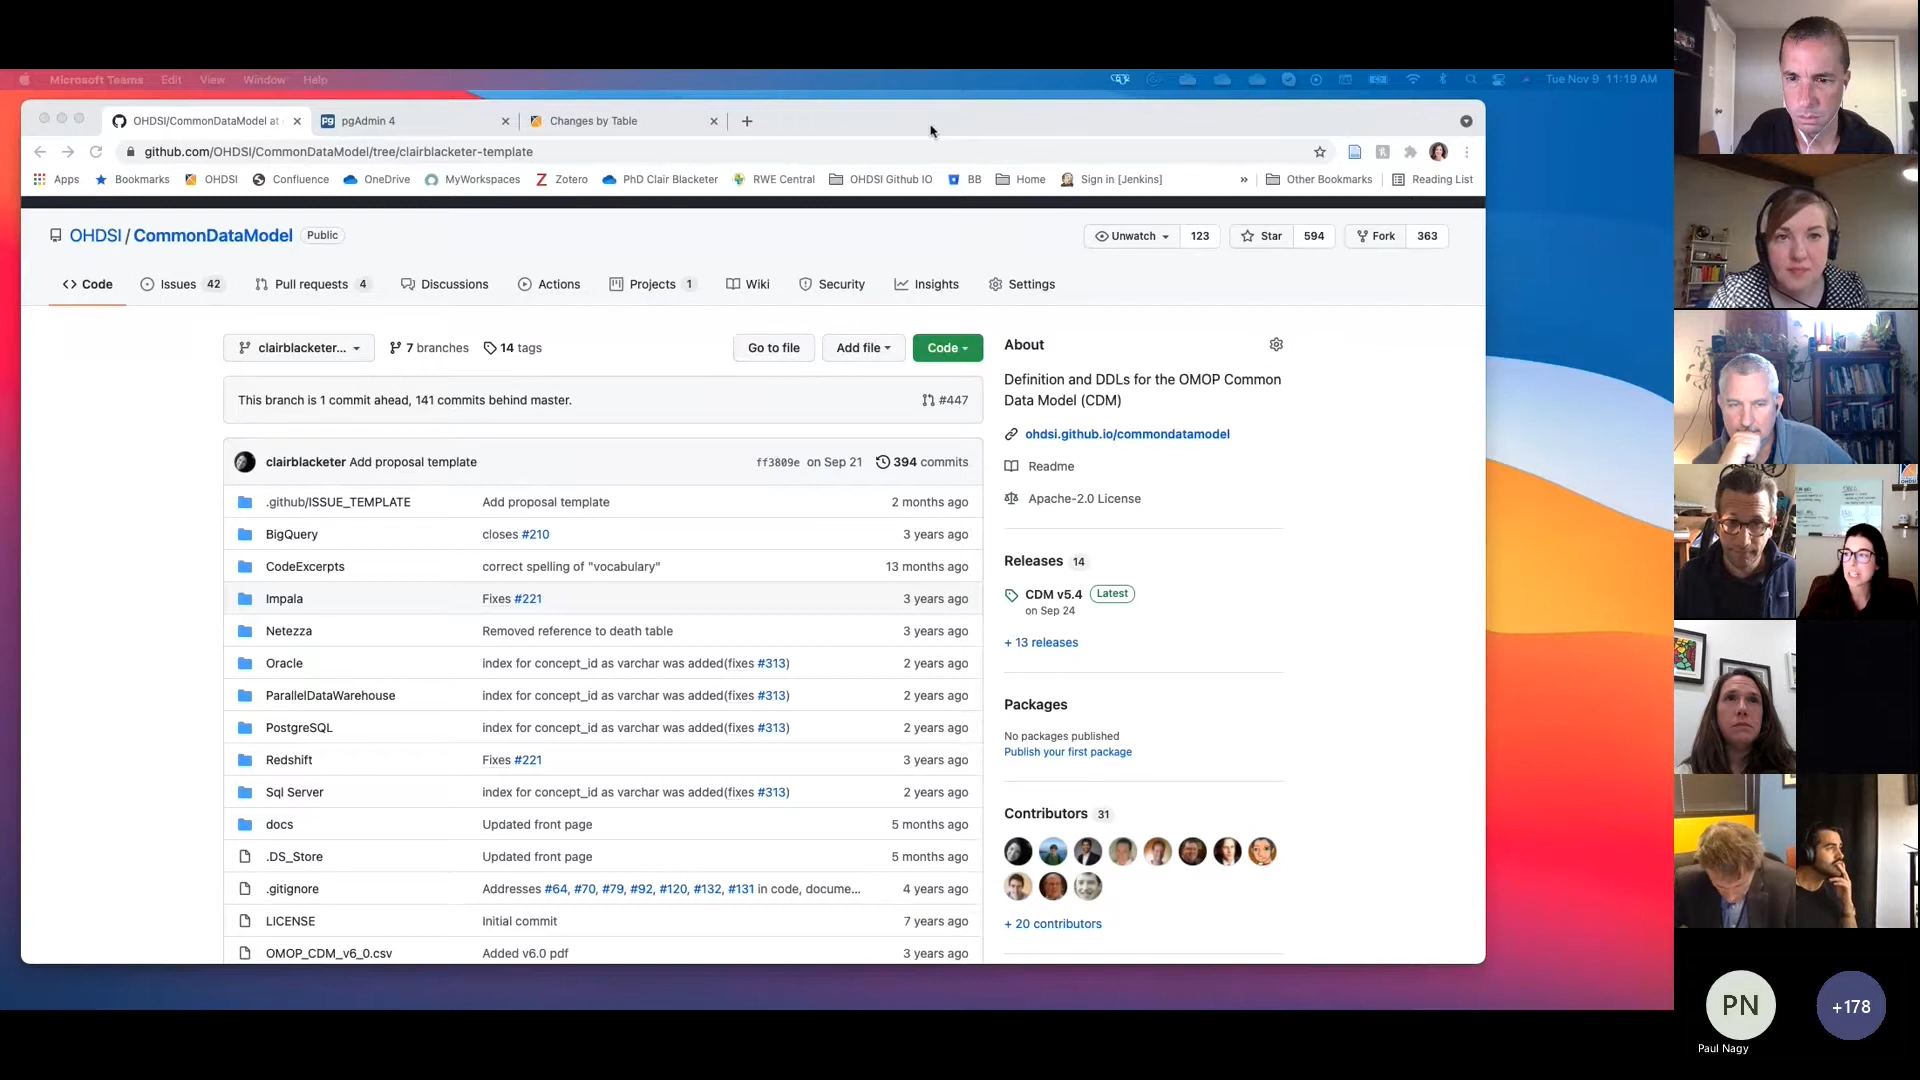 Microsoft Teams Edit View Window Help Tue Nov 9 11:19 AM
OHDSI/CommonDataModel at pgAdmin 4 Changes by Table
github.com/OHDSI/CommonDataModel/tree/clairblacketer-template
Apps Bookmarks OHDSI Confluence OneDrive MyWorkspaces Zotero PhD Clair Blacketer RWE Central OHDSI Github IO BB Home Sign in [Jenkins] » Other Bookmarks Reading List
OHDSI / CommonDataModel Public Unwatch 123 Star 594 Fork 363
Code Issues 42 Pull requests 4 Discussions Actions Projects 1 Wiki Security Insights Settings
clairblacketer... 7 branches 14 tags Go to file Add file Code
This branch is 1 commit ahead, 141 commits behind master. #447
clairblacketer Add proposal template ff3809e on Sep 21 394 commits
.github/ISSUE_TEMPLATE Add proposal template 2 months ago
BigQuery closes #210 3 years ago
CodeExcerpts correct spelling of "vocabulary" 13 months ago
Impala Fixes #221 3 years ago
Netezza Removed reference to death table 3 years ago
Oracle index for concept_id as varchar was added(fixes #313) 2 years ago
ParallelDataWarehouse index for concept_id as varchar was added(fixes #313) 2 years ago
PostgreSQL index for concept_id as varchar was added(fixes #313) 2 years ago
Redshift Fixes #221 3 years ago
Sql Server index for concept_id as varchar was added(fixes #313) 2 years ago
docs Updated front page 5 months ago
.DS_Store Updated front page 5 months ago
.gitignore Addresses #64, #70, #79, #92, #120, #132, #131 in code, docume... 4 years ago
LICENSE Initial commit 7 years ago
OMOP_CDM_v6_0.csv Added v6.0 pdf 3 years ago
About
Definition and DDLs for the OMOP Common
Data Model (CDM)
ohdsi.github.io/commondatamodel
Readme
Apache-2.0 License
Releases 14
CDM v5.4 Latest
on Sep 24
+ 13 releases
Packages
No packages published
Publish your first package
Contributors 31
+ 20 contributors
PN +178
Paul Nagy